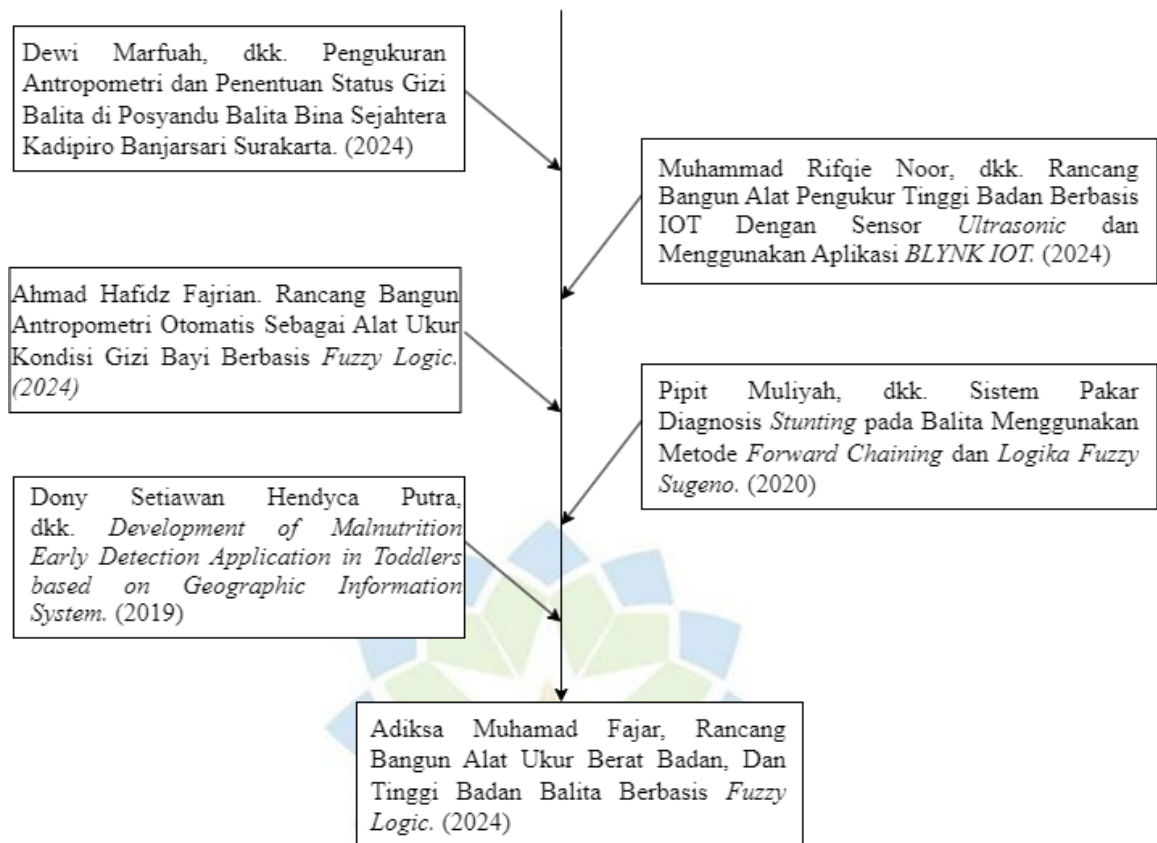 Dewi Marfuah, dkk. Pengukuran
Antropometri dan Penentuan Status Gizi
Balita di Posyandu Balita Bina Sejahtera
Kadipiro Banjarsari Surakarta. (2024)
Muhammad Rifqie Noor, dkk. Rancang
Bangun Alat Pengukur Tinggi Badan Berbasis
IOT Dengan Sensor Ultrasonic dan
Menggunakan Aplikasi BLYNK IOT. (2024)
Ahmad Hafidz Fajrian. Rancang Bangun
Antropometri Otomatis Sebagai Alat Ukur
Kondisi Gizi Bayi Berbasis Fuzzy Logic.
(2024)
Pipit Muliyah, dkk. Sistem Pakar
Diagnosis Stunting pada Balita Menggunakan
Metode Forward Chaining dan Logika Fuzzy
Sugeno. (2020)
Dony Setiawan Hendyca Putra,
dkk. Development of Malnutrition
Early Detection Application in Toddlers
based on Geographic Information
System. (2019)
Adiksa Muhamad Fajar, Rancang
Bangun Alat Ukur Berat Badan, Dan
Tinggi Badan Balita Berbasis Fuzzy
Logic. (2024)